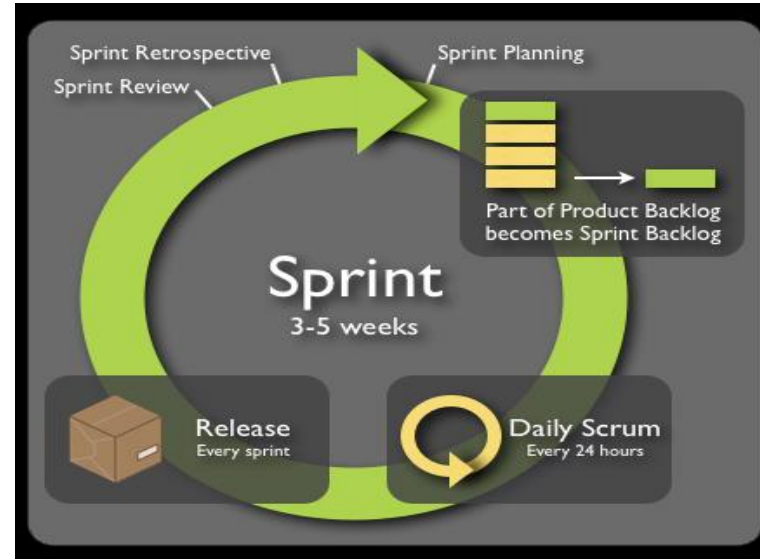 Sprint Retrospective
Sprint Review
Sprint Planning
Part of Product Backlog
becomes Sprint Backlog
Sprint
3-5 weeks
Release
Every sprint
Daily Scrum
Every 24 hours